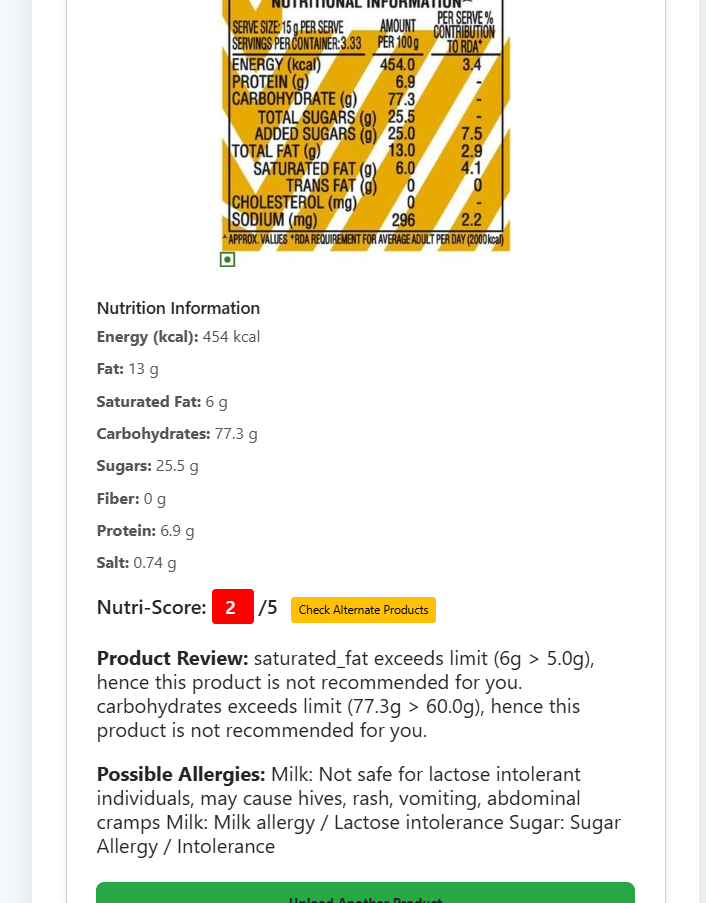 NUTRITIONAL INFORMATION^
SERVE SIZE: 15 g PER SERVE
SERVINGS PER CONTAINER:3.33
AMOUNT
PER 100 g
PER SERVE %
CONTRIBUTION
TO RDA*
ENERGY (kcal) 454.0 3.4
PROTEIN (g) 6.9 -
CARBOHYDRATE (g) 77.3 -
TOTAL SUGARS (g) 25.5 -
ADDED SUGARS (g) 25.0 7.5
TOTAL FAT (g) 13.0 2.9
SATURATED FAT (g) 6.0 4.1
TRANS FAT (g) 0 0
CHOLESTEROL (mg) 0 -
SODIUM (mg) 296 2.2
^ APPROX. VALUES *RDA REQUIREMENT FOR AVERAGE ADULT PER DAY (2000 kcal)
Nutrition Information
Energy (kcal): 454 kcal
Fat: 13 g
Saturated Fat: 6 g
Carbohydrates: 77.3 g
Sugars: 25.5 g
Fiber: 0 g
Protein: 6.9 g
Salt: 0.74 g
Nutri-Score: 2 /5 Check Alternate Products
Product Review: saturated_fat exceeds limit (6g > 5.0g),
hence this product is not recommended for you.
carbohydrates exceeds limit (77.3g > 60.0g), hence this
product is not recommended for you.
Possible Allergies: Milk: Not safe for lactose intolerant
individuals, may cause hives, rash, vomiting, abdominal
cramps Milk: Milk allergy / Lactose intolerance Sugar: Sugar
Allergy / Intolerance
Upload Another Product